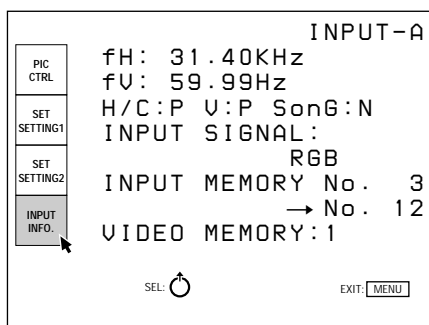 INPUT-A
PIC
CTRL
SET
SETTING1
SET
SETTING2
INPUT
INFO.
fH: 31.40KHz
fV: 59.99Hz
H/C:P V:P SonG:N
INPUT SIGNAL:
RGB
INPUT MEMORY No. 3
→ No. 12
VIDEO MEMORY:1
SEL:
EXIT: MENU